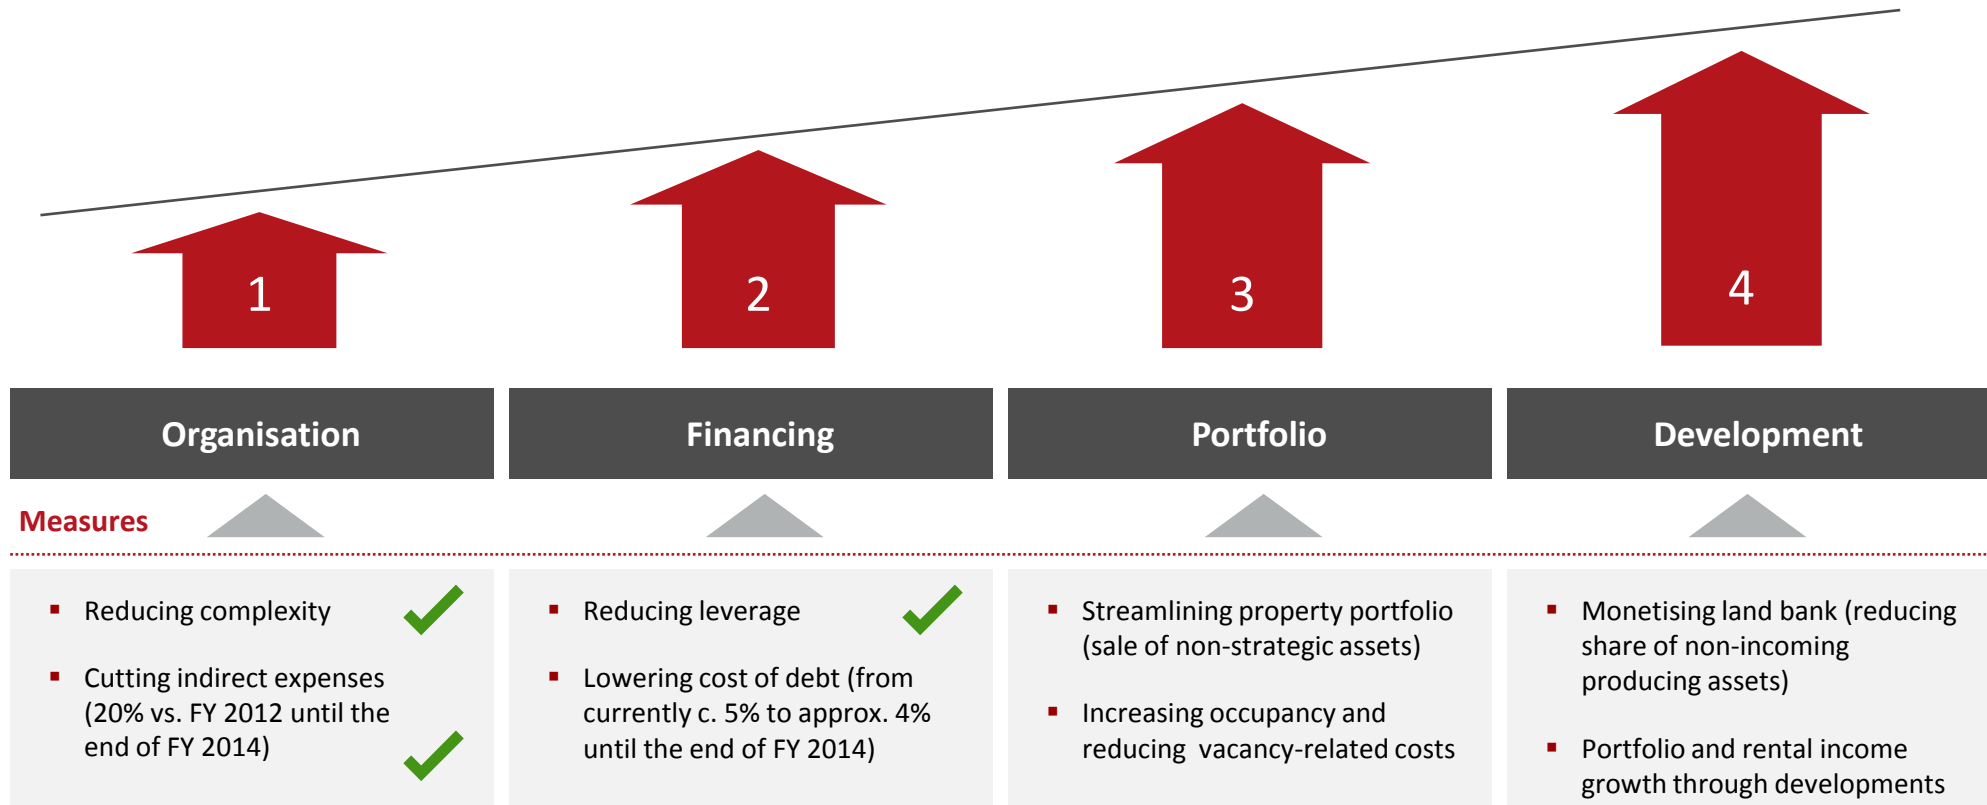 1
2
3
4
Organisation
Financing
Portfolio
Development
Measures
▪ Reducing complexity
▪ Cutting indirect expenses
(20% vs. FY 2012 until the
end of FY 2014)
▪ Reducing leverage
▪ Lowering cost of debt (from
currently c. 5% to approx. 4%
until the end of FY 2014)
▪ Streamlining property portfolio
(sale of non-strategic assets)
▪ Increasing occupancy and
reducing  vacancy-related costs
▪ Monetising land bank (reducing
share of non-incoming
producing assets)
▪ Portfolio and rental income
growth through developments